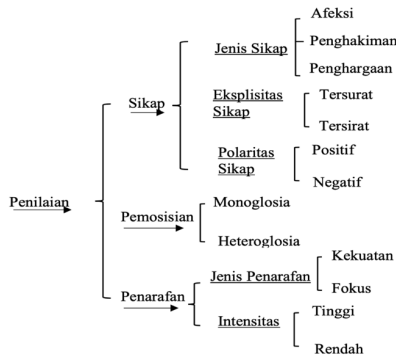 Afeksi
Jenis Sikap
Penghakiman
Penghargaan
Sikap
Eksplisitas
Sikap
Tersurat
Tersirat
Polaritas
Sikap
Positif
Negatif
Penilaian
Pemosisian
Monoglosia
Heteroglosia
Penarafan
Jenis Penarafan
Kekuatan
Fokus
Intensitas
Tinggi
Rendah